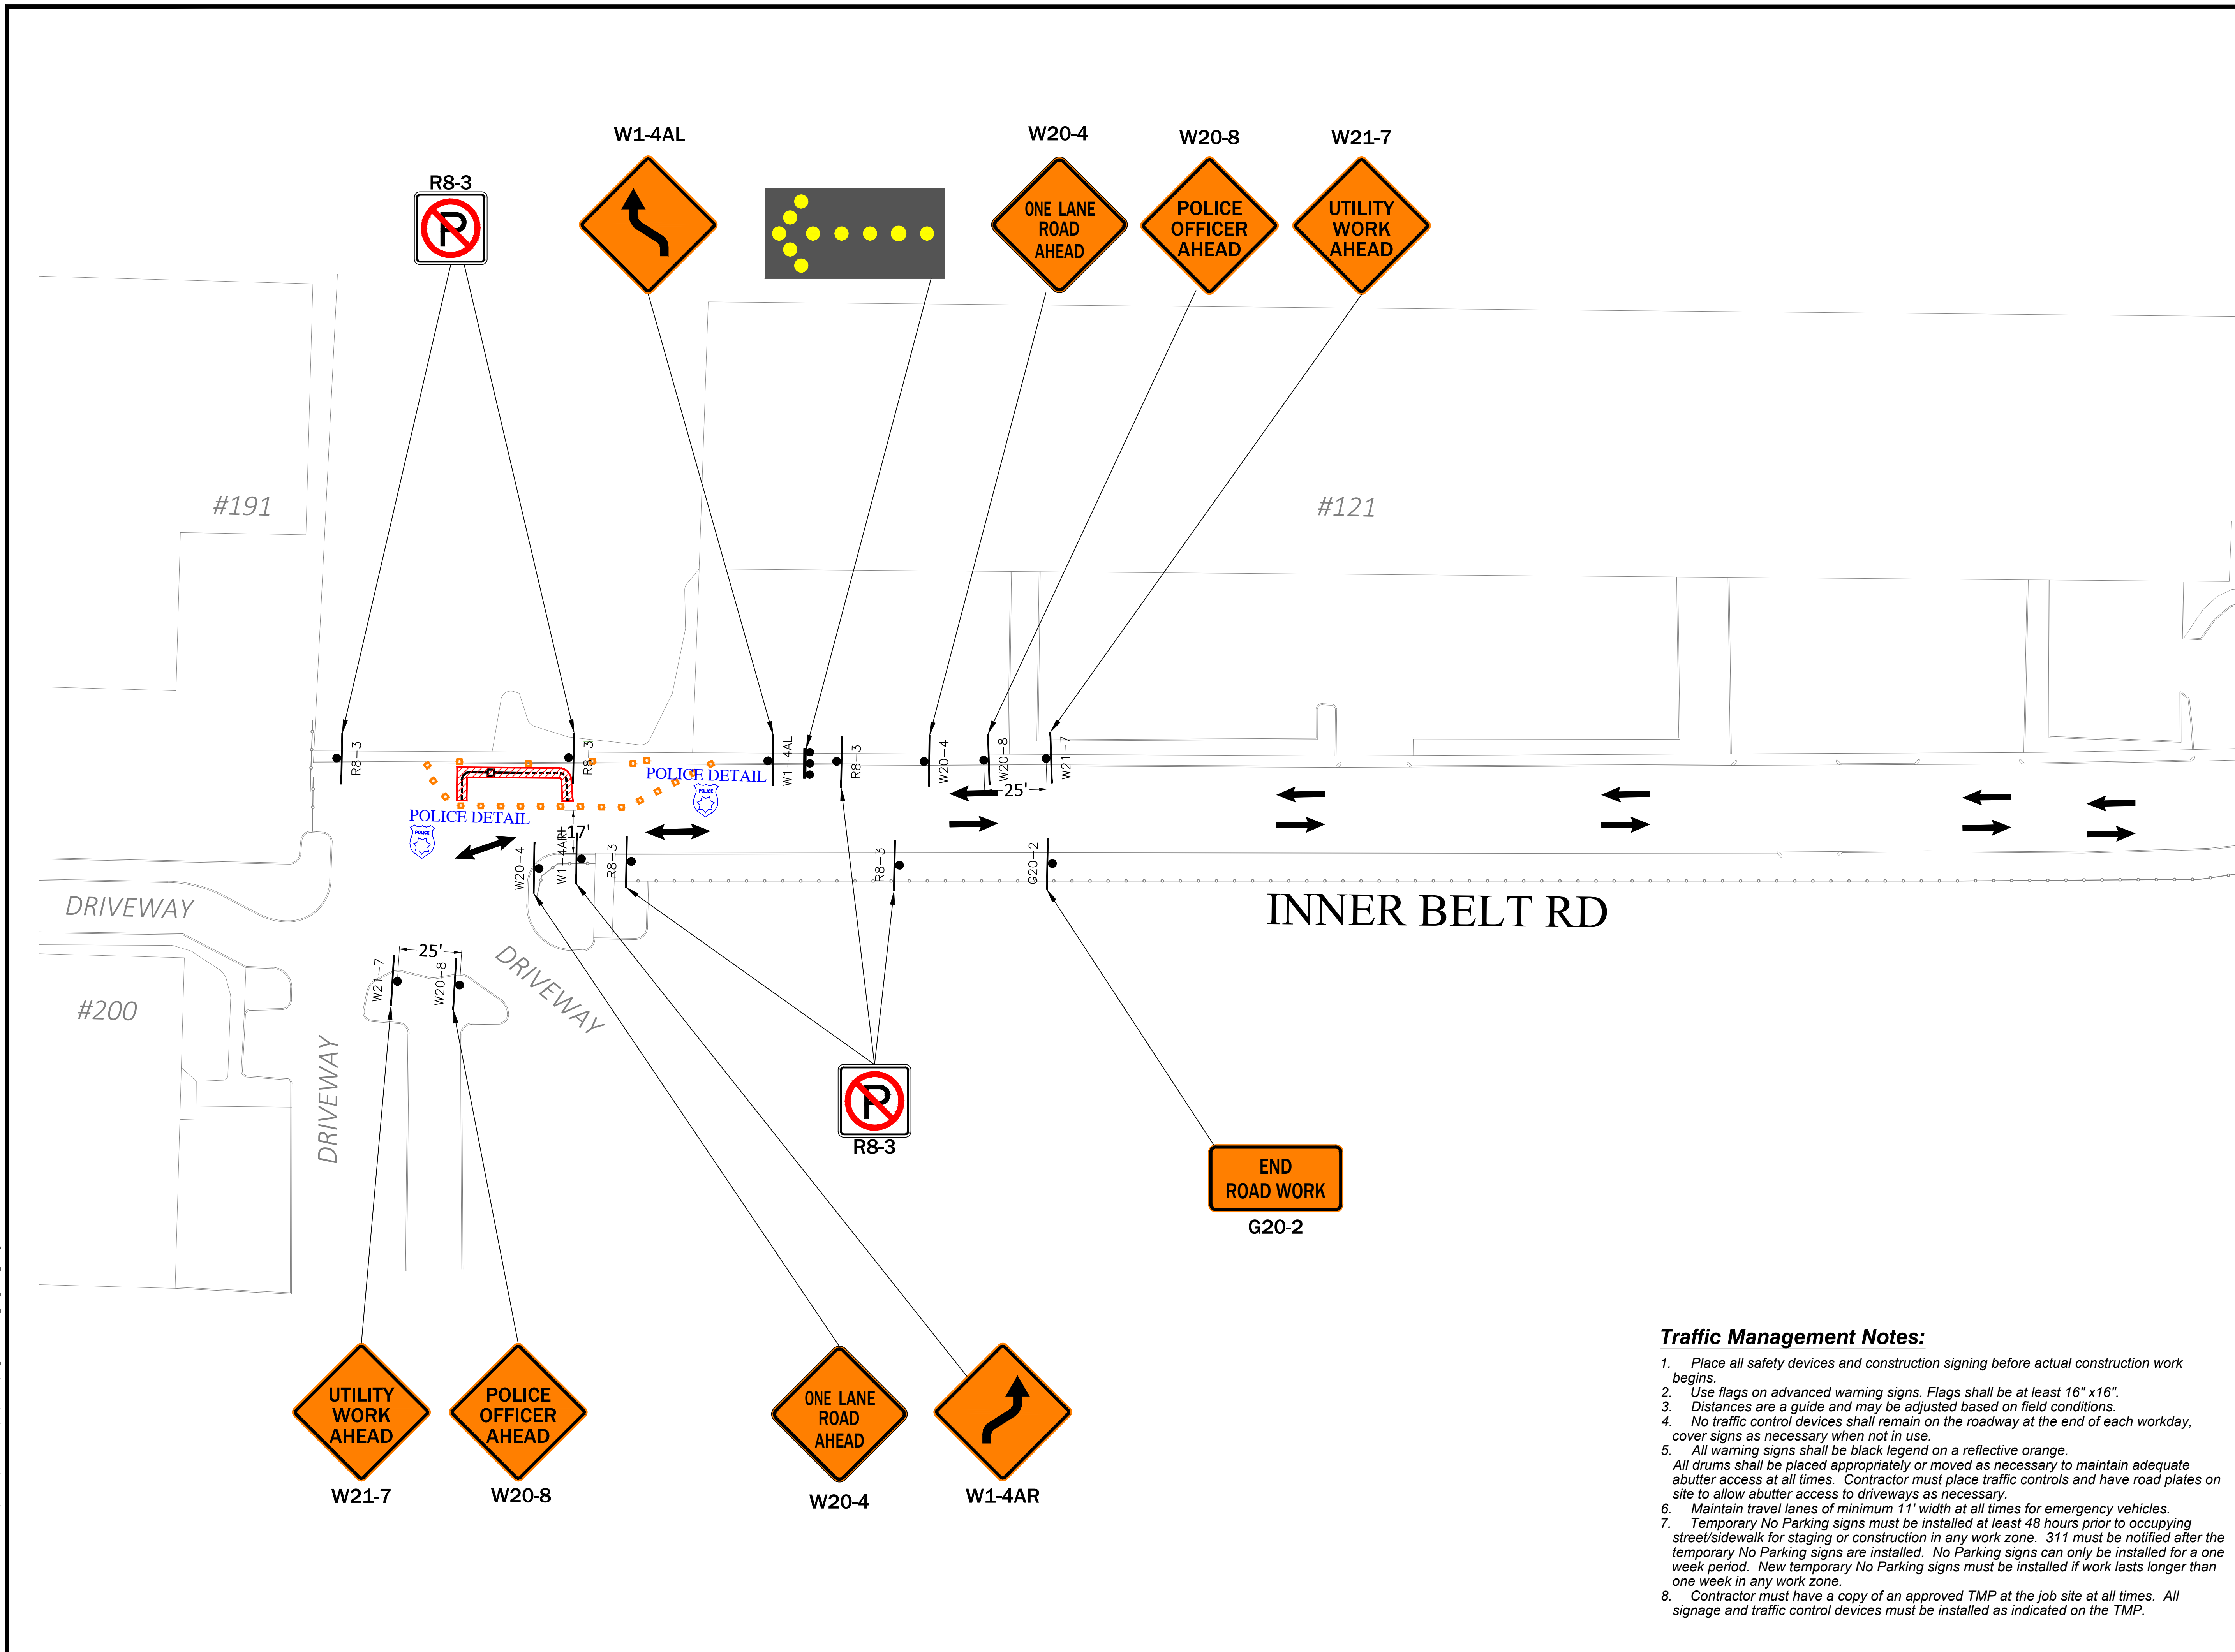 W1-4AL
W20-4
W20-8
W21-7
R8-3
ONE LANE
ROAD
AHEAD
POLICE
OFFICER
AHEAD
UTILITY
WORK
AHEAD
P
#191
#121
R8-3
R8-3
W1-4AL
R8-3
W20-4
W20-8
W21-7
POLICE DETAIL
POLICE
25'
POLICE DETAIL
POLICE
±17'
W20-4
W1-4AR
R8-3
R8-3
G20-2
INNER BELT RD
DRIVEWAY
25'
W21-7
W20-8
DRIVEWAY
#200
DRIVEWAY
P
R8-3
END
ROAD WORK
G20-2
UTILITY
WORK
AHEAD
W21-7
POLICE
OFFICER
AHEAD
W20-8
ONE LANE
ROAD
AHEAD
W20-4
W1-4AR
Traffic Management Notes:
1. Place all safety devices and construction signing before actual construction work
begins.
2. Use flags on advanced warning signs. Flags shall be at least 16" x16".
3. Distances are a guide and may be adjusted based on field conditions.
4. No traffic control devices shall remain on the roadway at the end of each workday,
cover signs as necessary when not in use.
5. All warning signs shall be black legend on a reflective orange.
All drums shall be placed appropriately or moved as necessary to maintain adequate
abutter access at all times. Contractor must place traffic controls and have road plates on
site to allow abutter access to driveways as necessary.
6. Maintain travel lanes of minimum 11' width at all times for emergency vehicles.
7. Temporary No Parking signs must be installed at least 48 hours prior to occupying
street/sidewalk for staging or construction in any work zone. 311 must be notified after the
temporary No Parking signs are installed. No Parking signs can only be installed for a one
week period. New temporary No Parking signs must be installed if work lasts longer than
one week in any work zone.
8. Contractor must have a copy of an approved TMP at the job site at all times. All
signage and traffic control devices must be installed as indicated on the TMP.